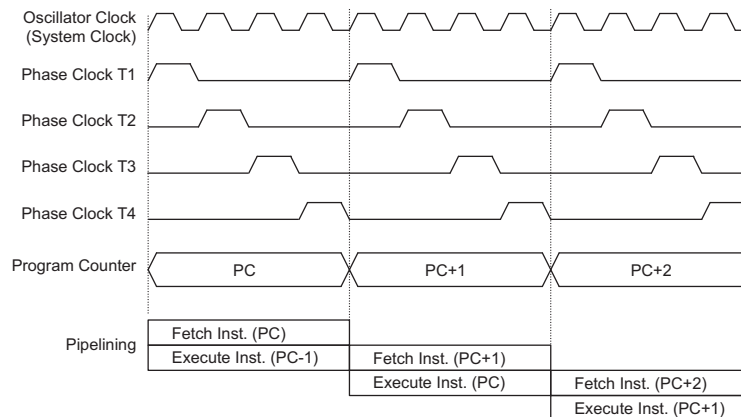 Oscillator Clock
(System Clock)
Phase Clock T1
Phase Clock T2
Phase Clock T3
Phase Clock T4
Program Counter
PC
PC+1
PC+2
Pipelining
Fetch Inst. (PC)
Execute Inst. (PC-1)
Fetch Inst. (PC+1)
Execute Inst. (PC)
Fetch Inst. (PC+2)
Execute Inst. (PC+1)